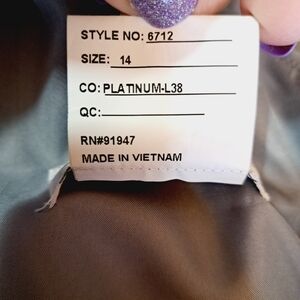 STYLE NO: 6712
SIZE: 14
CO: PLATINUM-L38
QC:
RN#91947
MADE IN VIETNAM